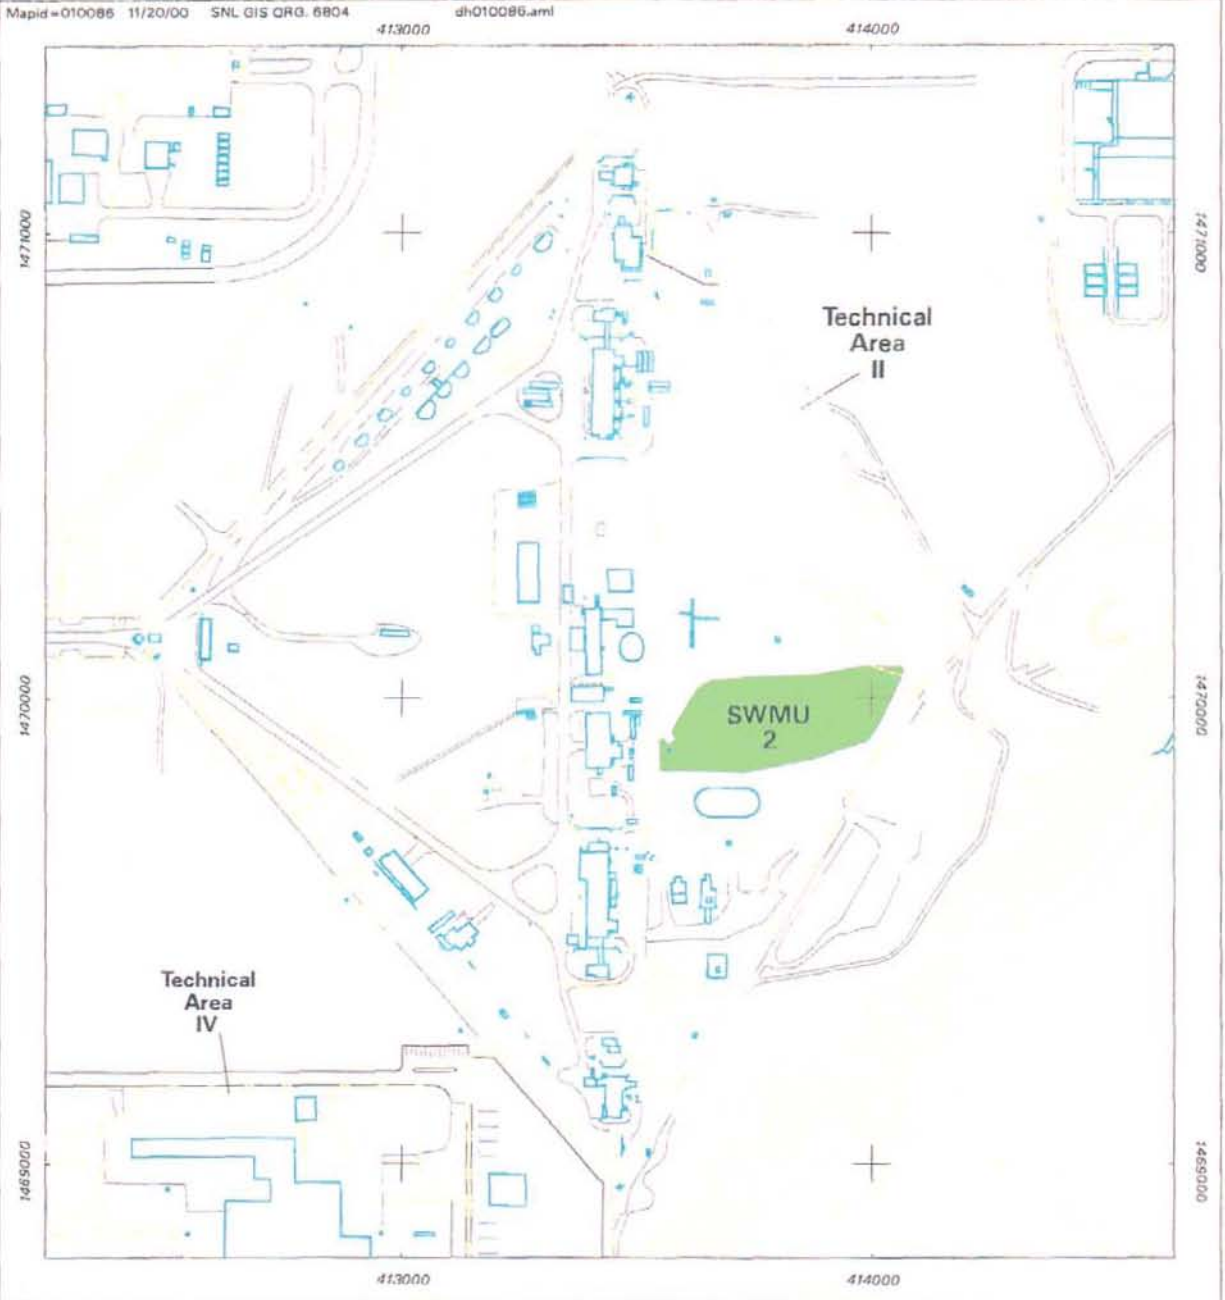 Mapid=010086 11/20/00 SNL GIS ORG. 6804 dh010086.aml
413000 414000
1471000 1471000
Technical
Area
II
1470000 1470000
SWMU
2
Technical
Area
IV
1469000 1469000
413000 414000